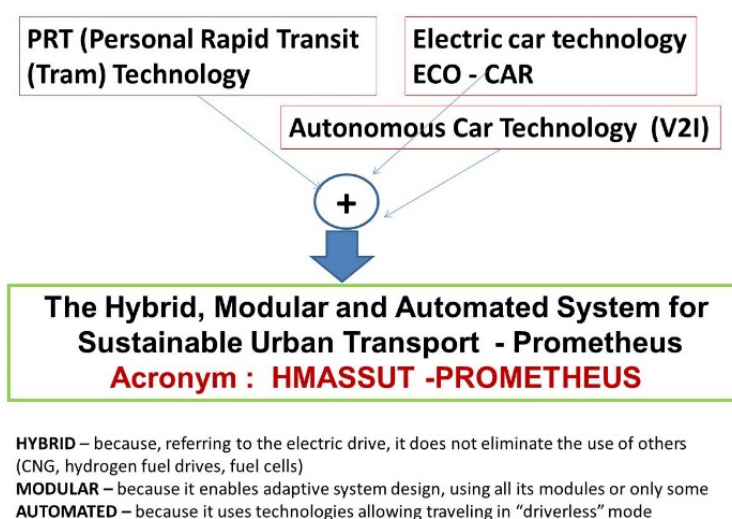 PRT (Personal Rapid Transit
(Tram) Technology
Electric car technology
ECO - CAR
Autonomous Car Technology (V2I)
+
The Hybrid, Modular and Automated System for
Sustainable Urban Transport - Prometheus
Acronym : HMASSUT -PROMETHEUS
HYBRID – because, referring to the electric drive, it does not eliminate the use of others
(CNG, hydrogen fuel drives, fuel cells)
MODULAR – because it enables adaptive system design, using all its modules or only some
AUTOMATED – because it uses technologies allowing traveling in “driverless” mode